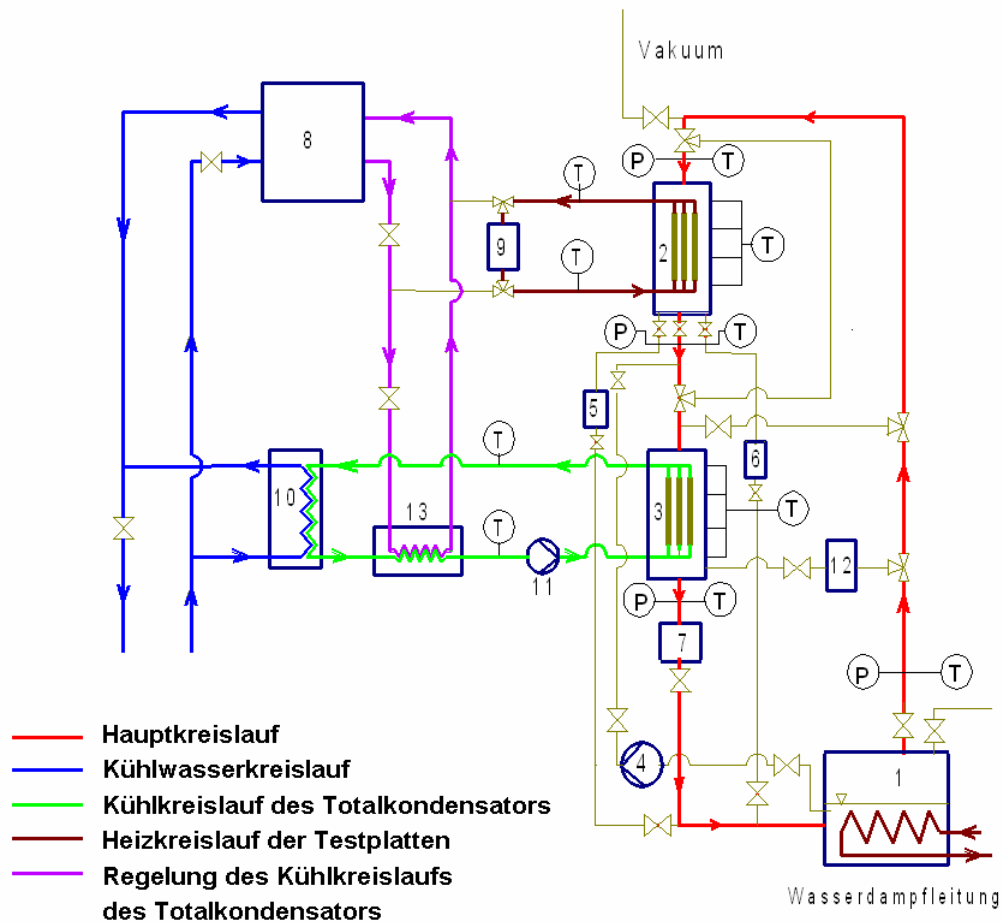 Vakuum
8
P
T
T
9
T
2
T
P
T
5
T
6
10
13
T
3
T
11
12
P
T
7
P
T
4
1
Hauptkreislauf
Kühlwasserkreislauf
Kühlkreislauf des Totalkondensators
Heizkreislauf der Testplatten
Regelung des Kühlkreislaufs
des Totalkondensators
Wasserdampfleitung